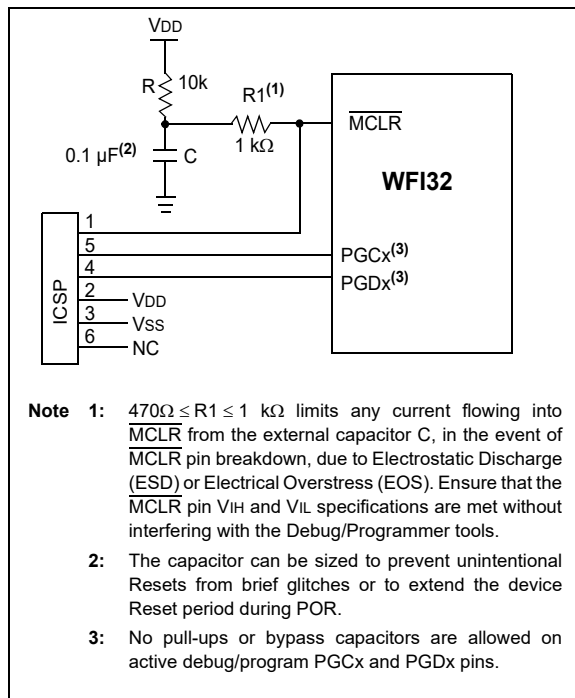 VDD
R 10k
R1(1)
1 kΩ
MCLR
0.1 µF(2) C
WFI32
ICSP
1
5
PGCx(3)
4
PGDx(3)
2 VDD
3 VSS
6 NC
Note 1: 470Ω ≤ R1 ≤ 1 kΩ limits any current flowing into
MCLR from the external capacitor C, in the event of
MCLR pin breakdown, due to Electrostatic Discharge
(ESD) or Electrical Overstress (EOS). Ensure that the
MCLR pin VIH and VIL specifications are met without
interfering with the Debug/Programmer tools.
2: The capacitor can be sized to prevent unintentional
Resets from brief glitches or to extend the device
Reset period during POR.
3: No pull-ups or bypass capacitors are allowed on
active debug/program PGCx and PGDx pins.